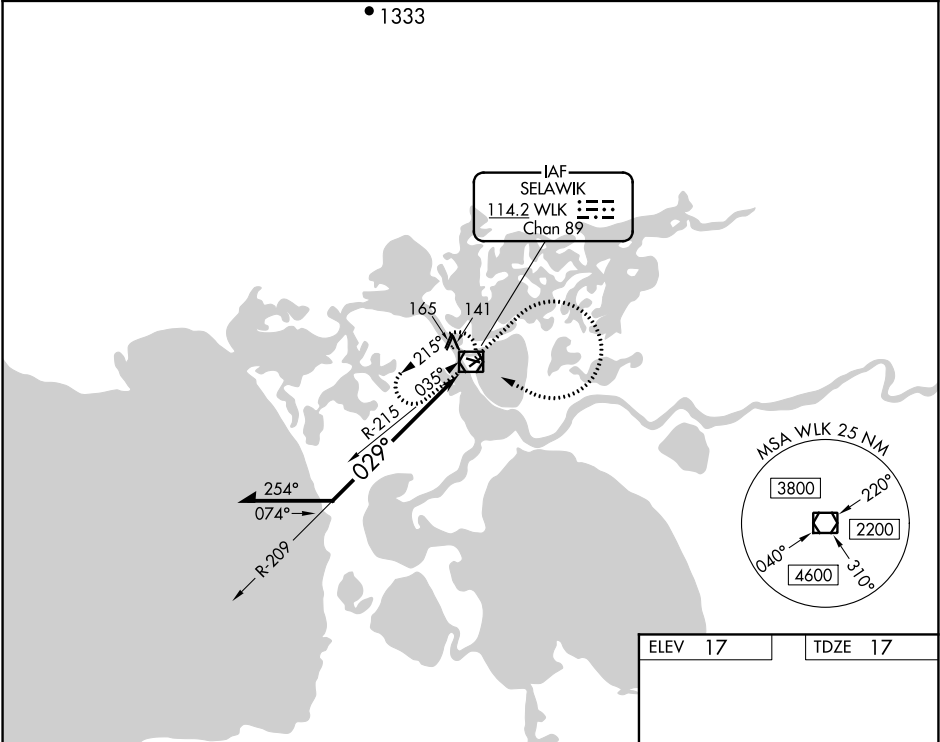 1333
IAF
SELAWIK
114.2 WLK
Chan 89
165
141
215°
035°
R-215
029°
254°
074°
R-209
MSA WLK 25 NM
3800
220°
2200
040°
4600
310°
ELEV 17
TDZE 17